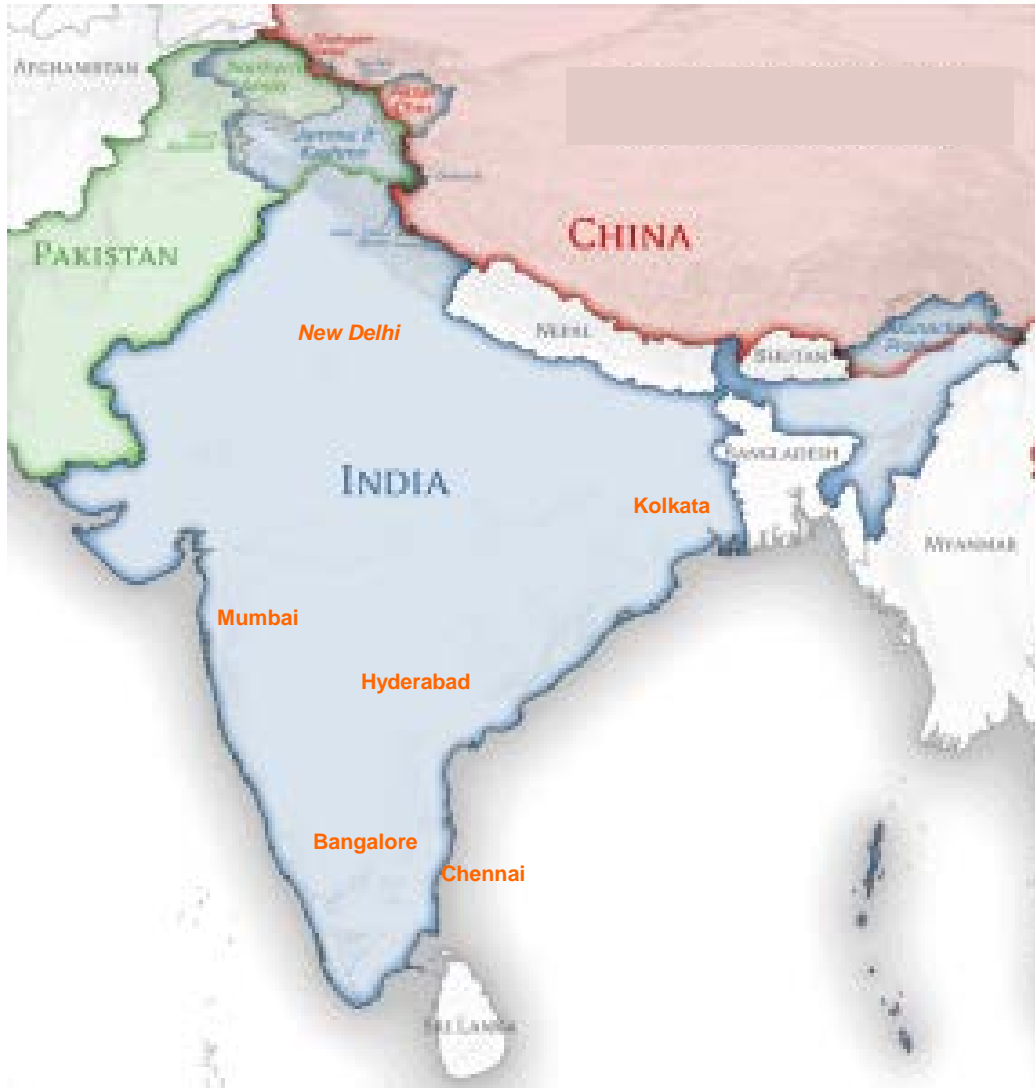 AFGHANISTAN
Jammu &
Kashmir
CHINA
PAKISTAN
New Delhi
NEPAL
BHUTAN
BANGLADESH
INDIA
Kolkata
MYANMAR
Mumbai
Hyderabad
Bangalore
Chennai
SRI LANKA